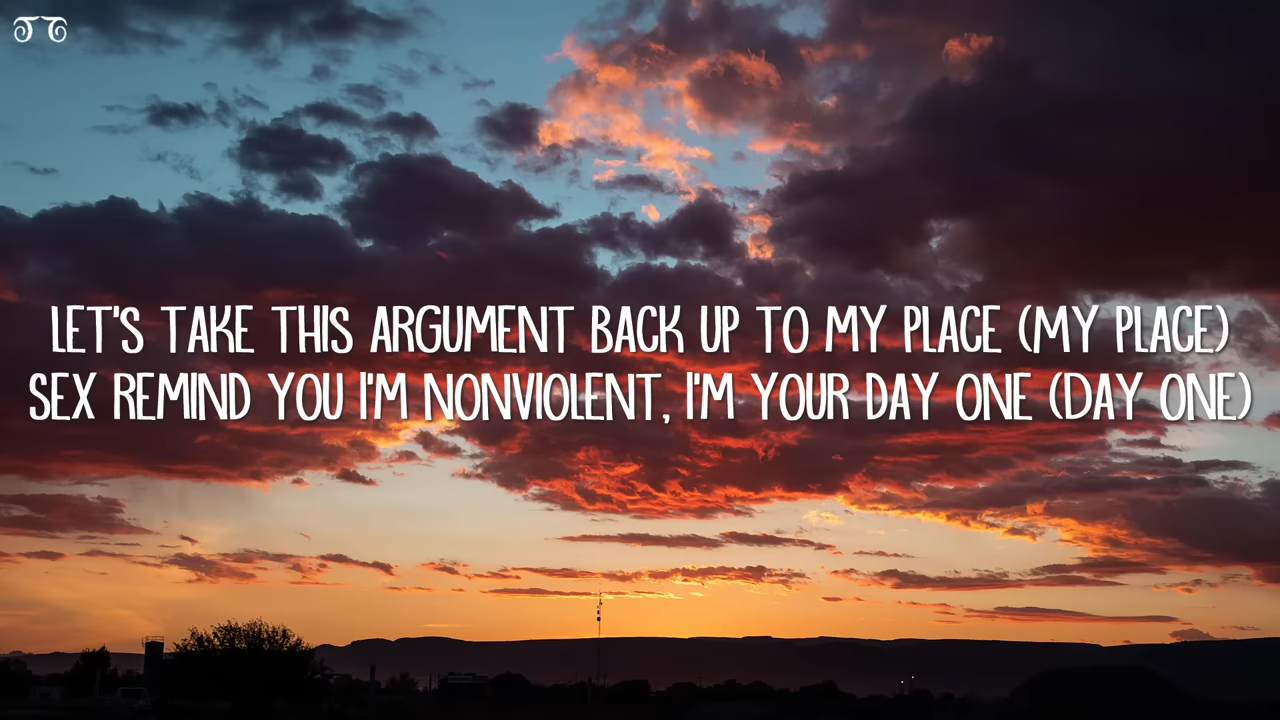 LET'S TAKE THIS ARGUMENT BACK UP TO MY PLACE (MY PLACE)
SEX REMIND YOU I'M NONVIOLENT, I'M YOUR DAY ONE (DAY ONE)